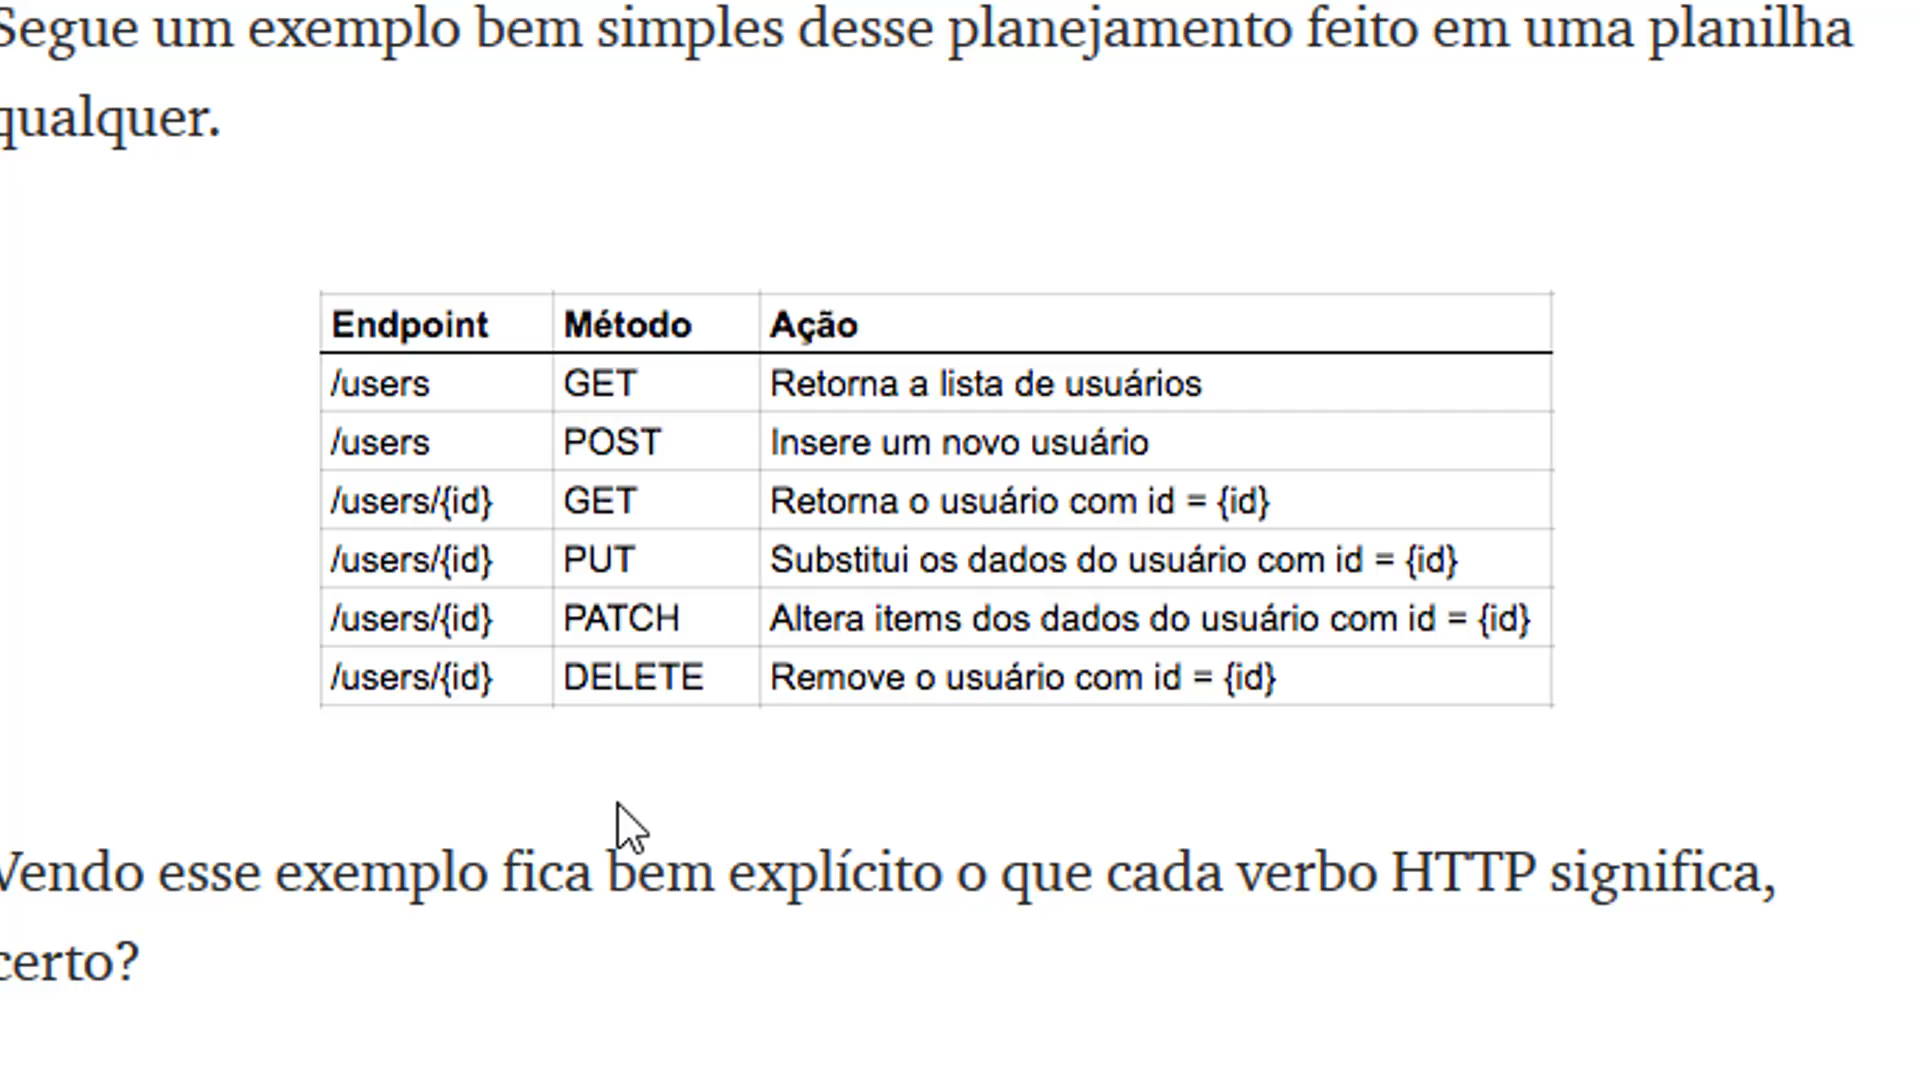 Segue um exemplo bem simples desse planejamento feito em uma planilha
qualquer.
Endpoint Método Ação
/users GET Retorna a lista de usuários
/users POST Insere um novo usuário
/users/{id} GET Retorna o usuário com id = {id}
/users/{id} PUT Substitui os dados do usuário com id = {id}
/users/{id} PATCH Altera items dos dados do usuário com id = {id}
/users/{id} DELETE Remove o usuário com id = {id}
Vendo esse exemplo fica bem explícito o que cada verbo HTTP significa,
certo?